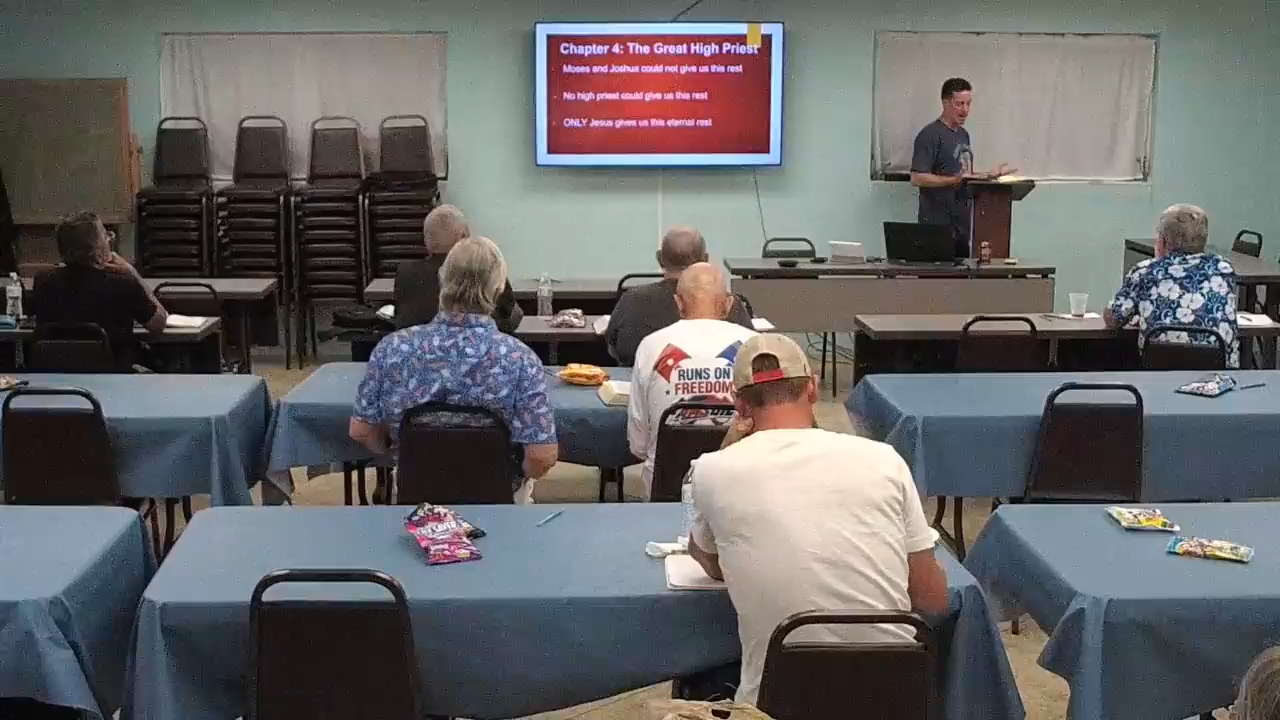 Chapter 4: The Great High Priest
Moses and Joshua could not give us this rest
No high priest could give us this rest
ONLY Jesus gives us this eternal rest
RUNS ON
FREEDOM